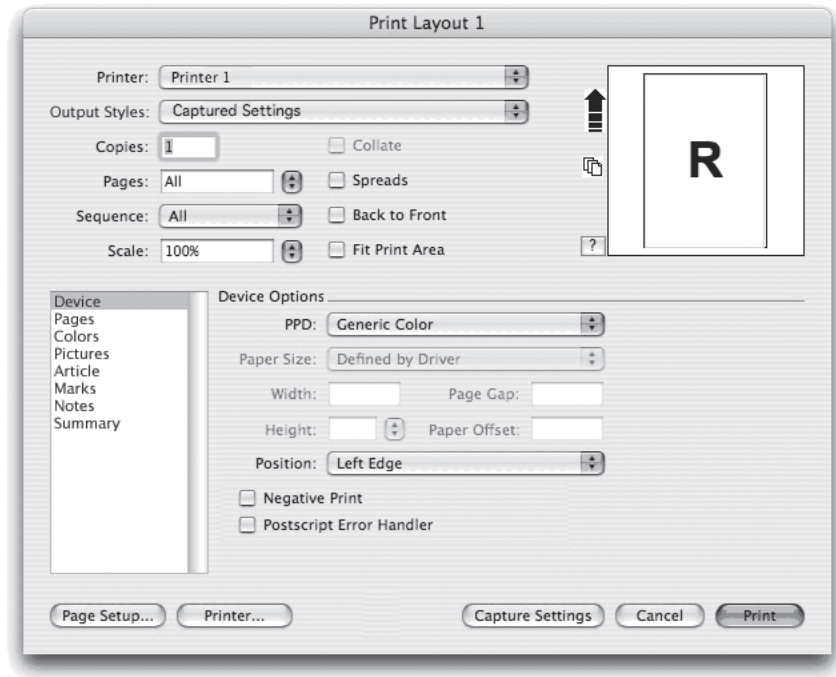 Print Layout 1
Printer: Printer 1
Output Styles: Captured Settings
Copies: 1 Collate
Pages: All Spreads
Sequence: All Back to Front
Scale: 100% Fit Print Area
R
?
Device
Pages
Colors
Pictures
Article
Marks
Notes
Summary
Device Options
PPD: Generic Color
Paper Size: Defined by Driver
Width: Page Gap:
Height: Paper Offset:
Position: Left Edge
Negative Print
Postscript Error Handler
Page Setup... Printer... Capture Settings Cancel Print